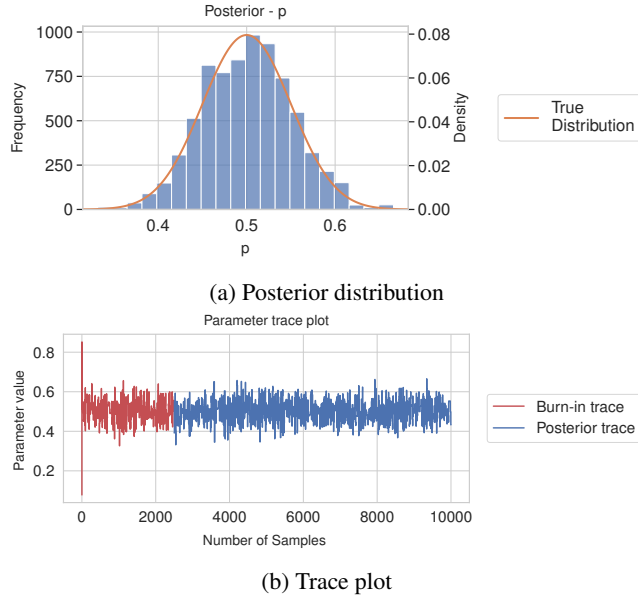 Posterior - p
1000
750
500
250
0
Frequency
0.08
0.06
0.04
0.02
0.00
Density
0.4 0.5 0.6
p
True
Distribution
(a) Posterior distribution
Parameter trace plot
0.8
0.6
0.4
0.2
Parameter value
0 2000 4000 6000 8000 10000
Number of Samples
Burn-in trace
Posterior trace
(b) Trace plot